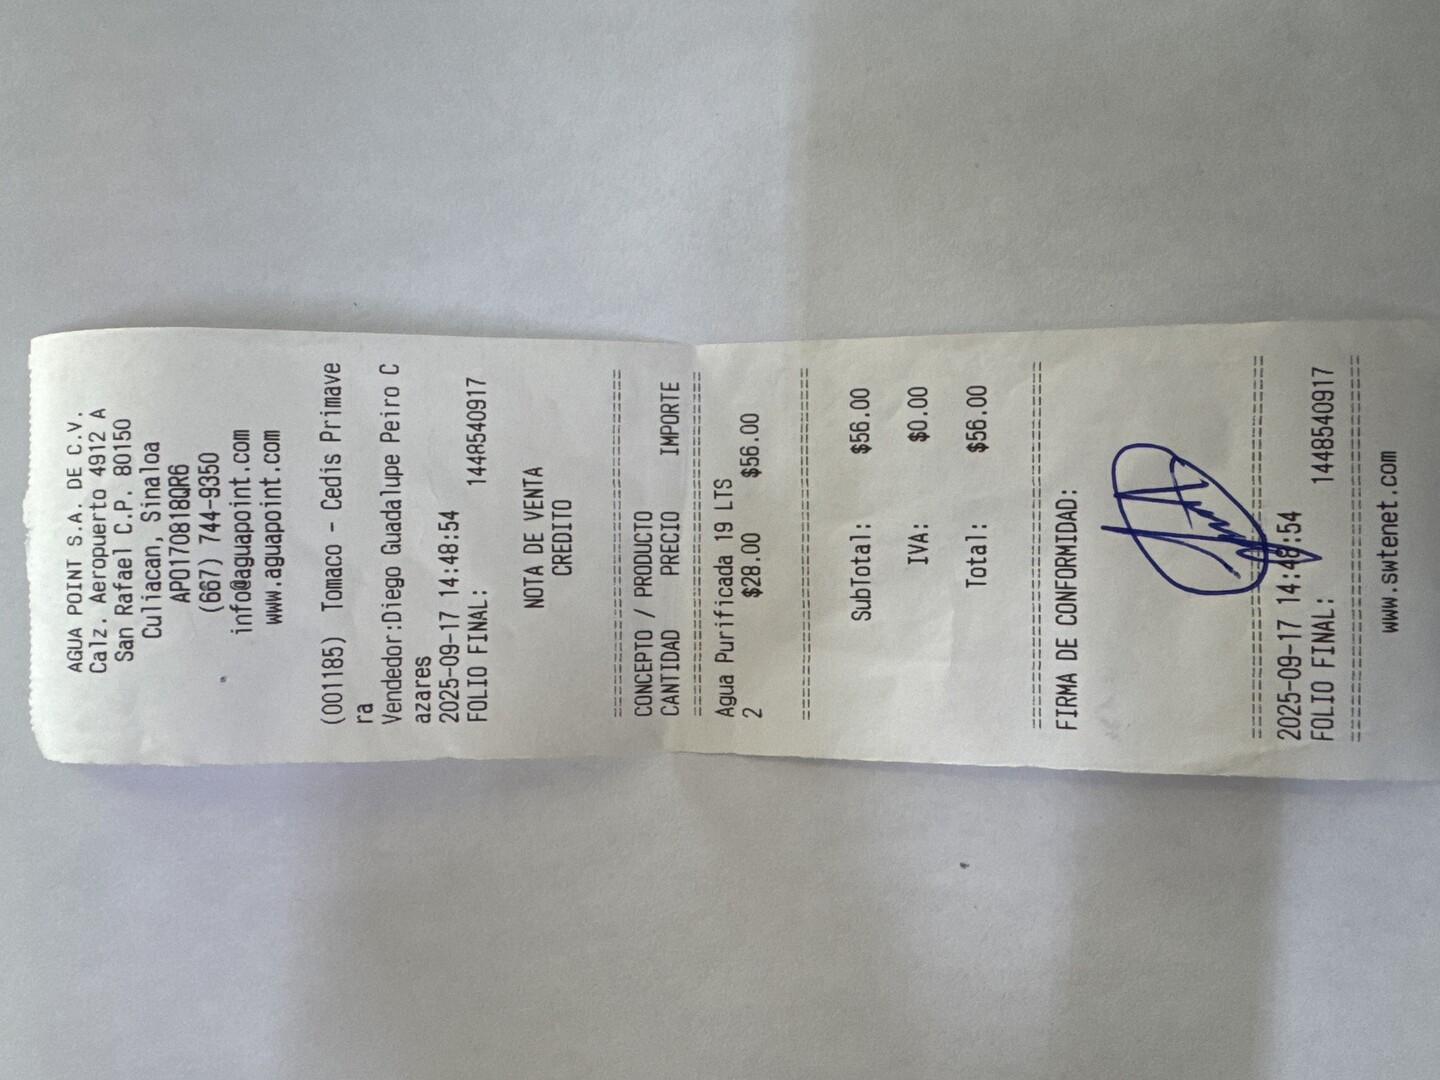 AGUA POINT S.A. DE C.V.
Calz. Aeropuerto 4912 A
San Rafael C.P. 80150
Culiacan, Sinaloa
APO170818QR6
(667) 744-9350
info@aguapoint.com
www.aguapoint.com
(001185) Tomaco - Cedis Primave
ra
Vendedor:Diego Guadalupe Peiro C
azares
2025-09-17 14:48:54
FOLIO FINAL: 1448540917
NOTA DE VENTA
CREDITO
CONCEPTO / PRODUCTO
CANTIDAD PRECIO IMPORTE
Agua Purificada 19 LTS
2 $28.00 $56.00
SubTotal: $56.00
IVA: $0.00
Total: $56.00
FIRMA DE CONFORMIDAD:
2025-09-17 14:48:54
FOLIO FINAL: 1448540917
www.swtenet.com